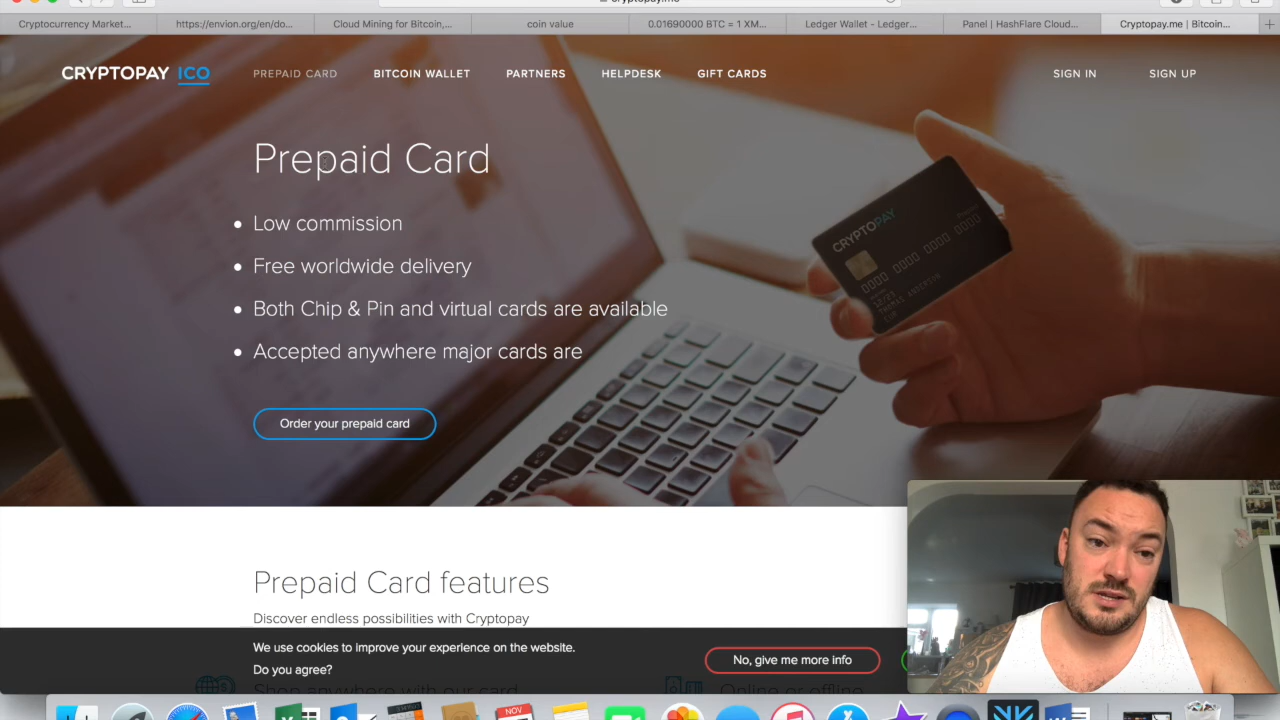 cryptopay.me
Cryptocurrency Market...
https://envion.org/en/do...
Cloud Mining for Bitcoin,...
coin value
0.01690000 BTC = 1 XM...
Ledger Wallet - Ledger...
Panel | HashFlare Cloud...
Cryptopay.me | Bitcoin...
CRYPTOPAY ICO
PREPAID CARD
BITCOIN WALLET
PARTNERS
HELPDESK
GIFT CARDS
SIGN IN
SIGN UP
Prepaid Card
Low commission
Free worldwide delivery
Both Chip & Pin and virtual cards are available
Accepted anywhere major cards are
Order your prepaid card
CRYPTOPAY
0000 0000 0000 0000
Prepaid Card features
Discover endless possibilities with Cryptopay
We use cookies to improve your experience on the website.
Do you agree?
No, give me more info
Shop anywhere with our card
Online or offline
NOV